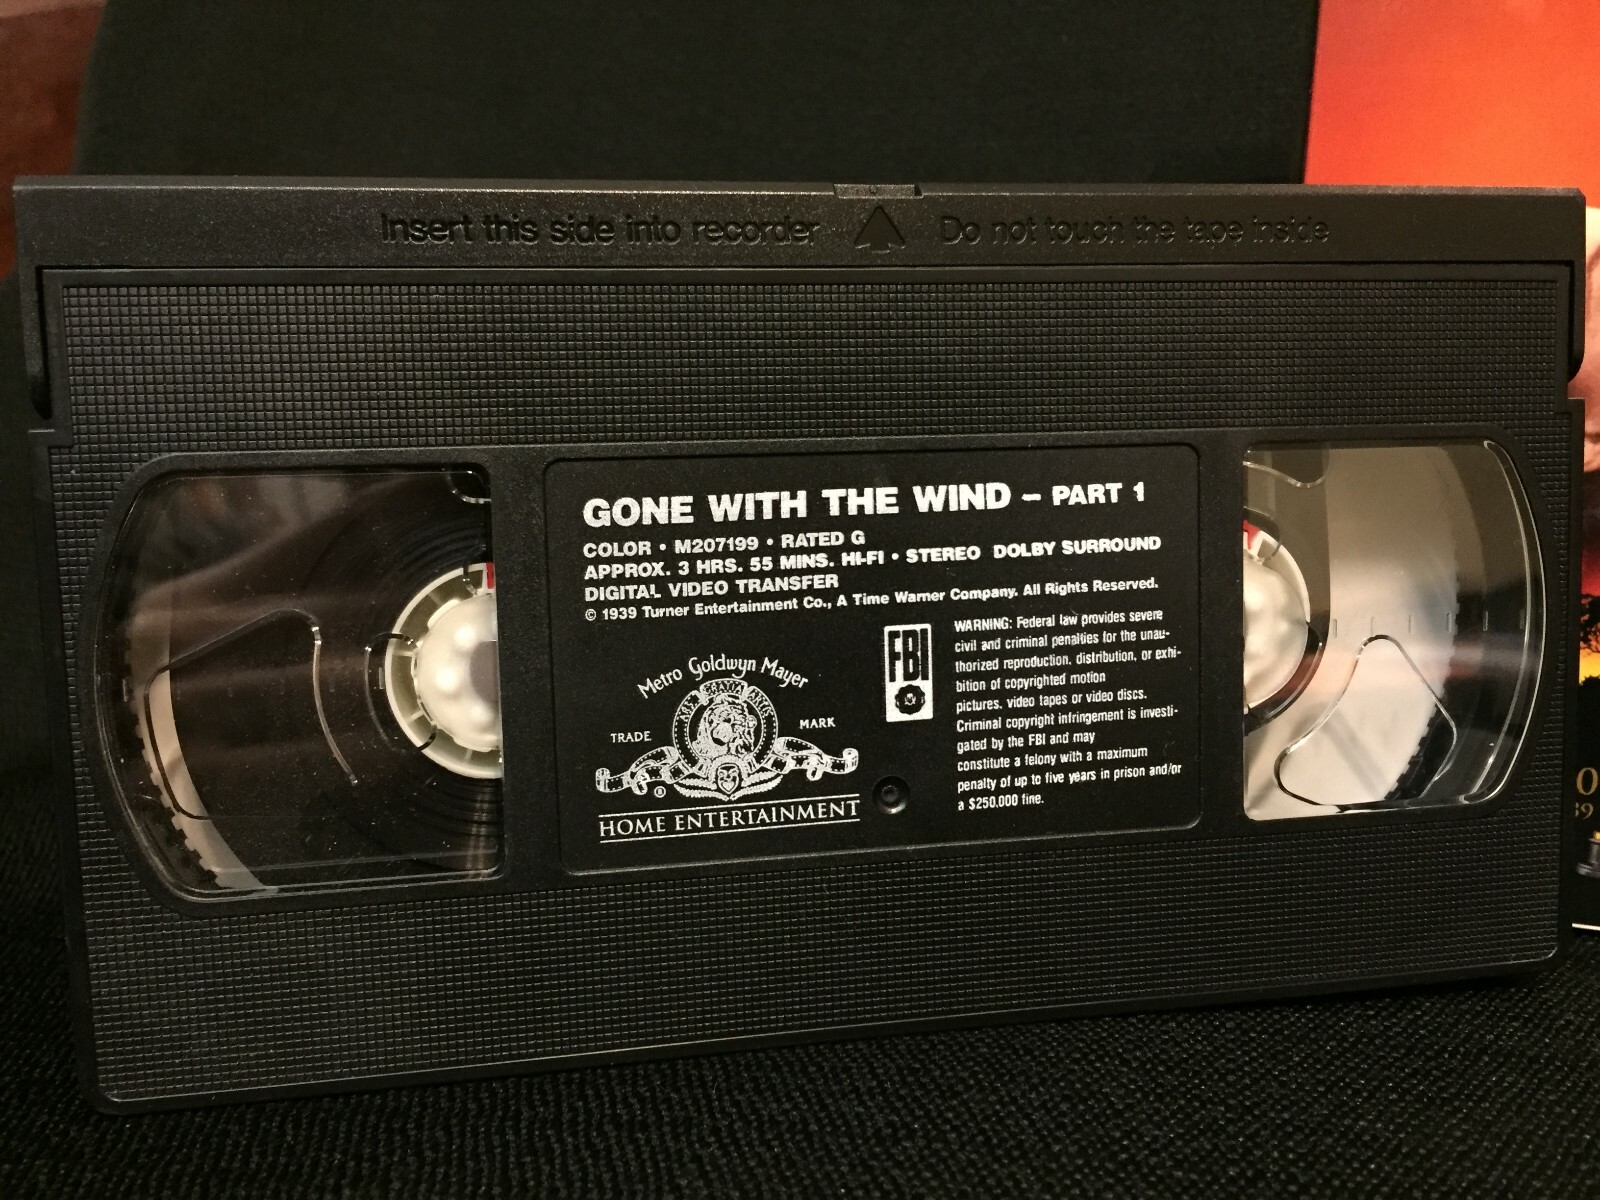 Insert this side into recorder Do not touch the tape inside
GONE WITH THE WIND – PART 1
COLOR • M207199 • RATED G
APPROX. 3 HRS. 55 MINS. HI-FI • STEREO DOLBY SURROUND
DIGITAL VIDEO TRANSFER
© 1939 Turner Entertainment Co., A Time Warner Company. All Rights Reserved.
Metro Goldwyn Mayer
ARS GRATIA ARTIS
TRADE MARK
®
HOME ENTERTAINMENT
FBI
WARNING: Federal law provides severe
civil and criminal penalties for the unau-
thorized reproduction, distribution, or exhi-
bition of copyrighted motion
pictures, video tapes or video discs.
Criminal copyright infringement is investi-
gated by the FBI and may
constitute a felony with a maximum
penalty of up to five years in prison and/or
a $250,000 fine.